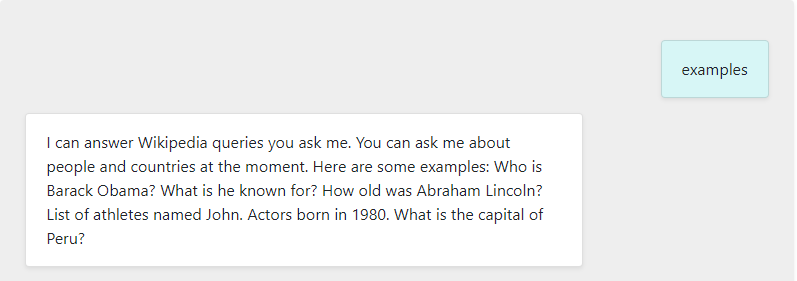 examples
I can answer Wikipedia queries you ask me. You can ask me about
people and countries at the moment. Here are some examples: Who is
Barack Obama? What is he known for? How old was Abraham Lincoln?
List of athletes named John. Actors born in 1980. What is the capital of
Peru?